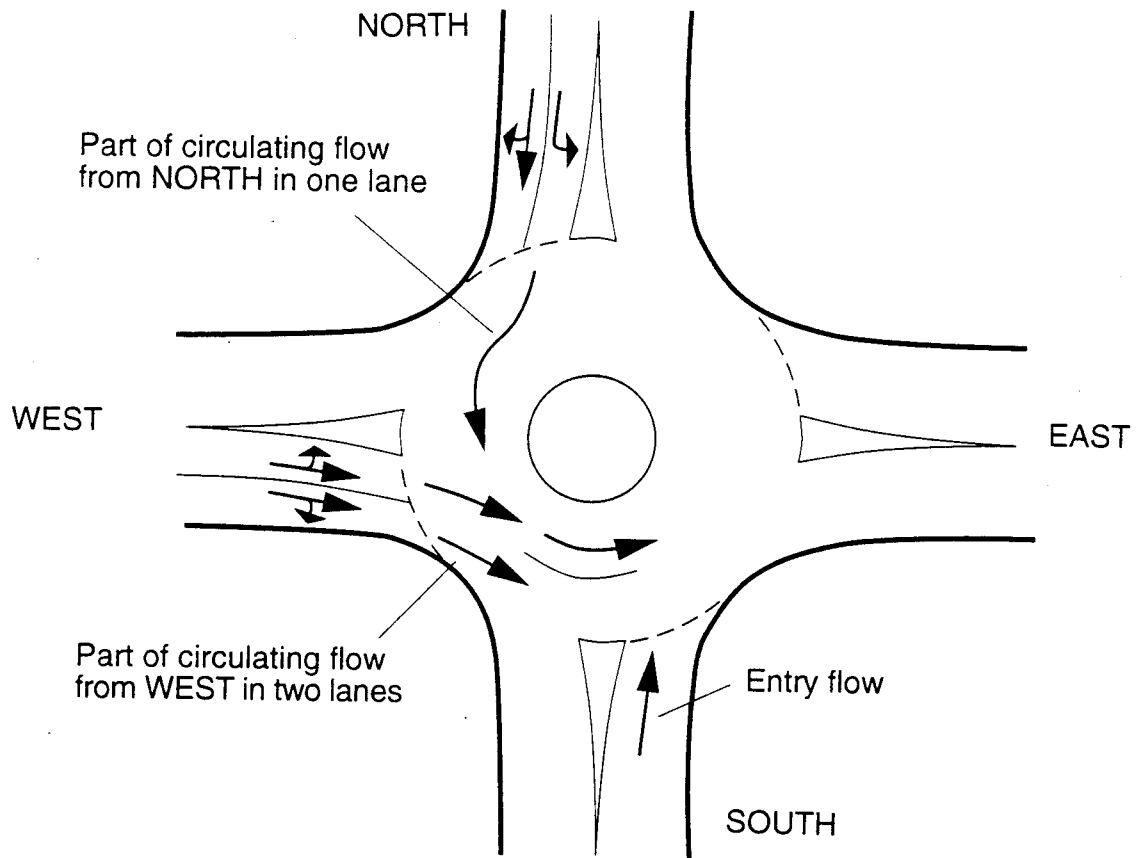 NORTH
Part of circulating flow
from NORTH in one lane
WEST
EAST
Part of circulating flow
from WEST in two lanes
Entry flow
SOUTH